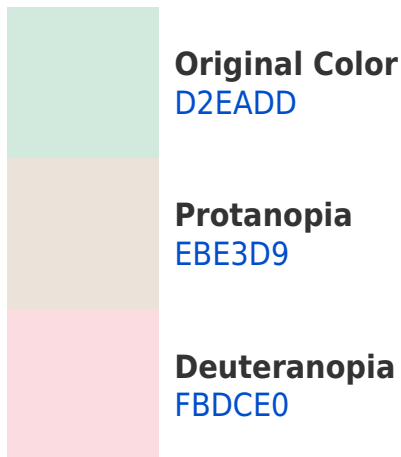 Original Color
D2EADD
Protanopia
EBE3D9
Deuteranopia
FBDCE0